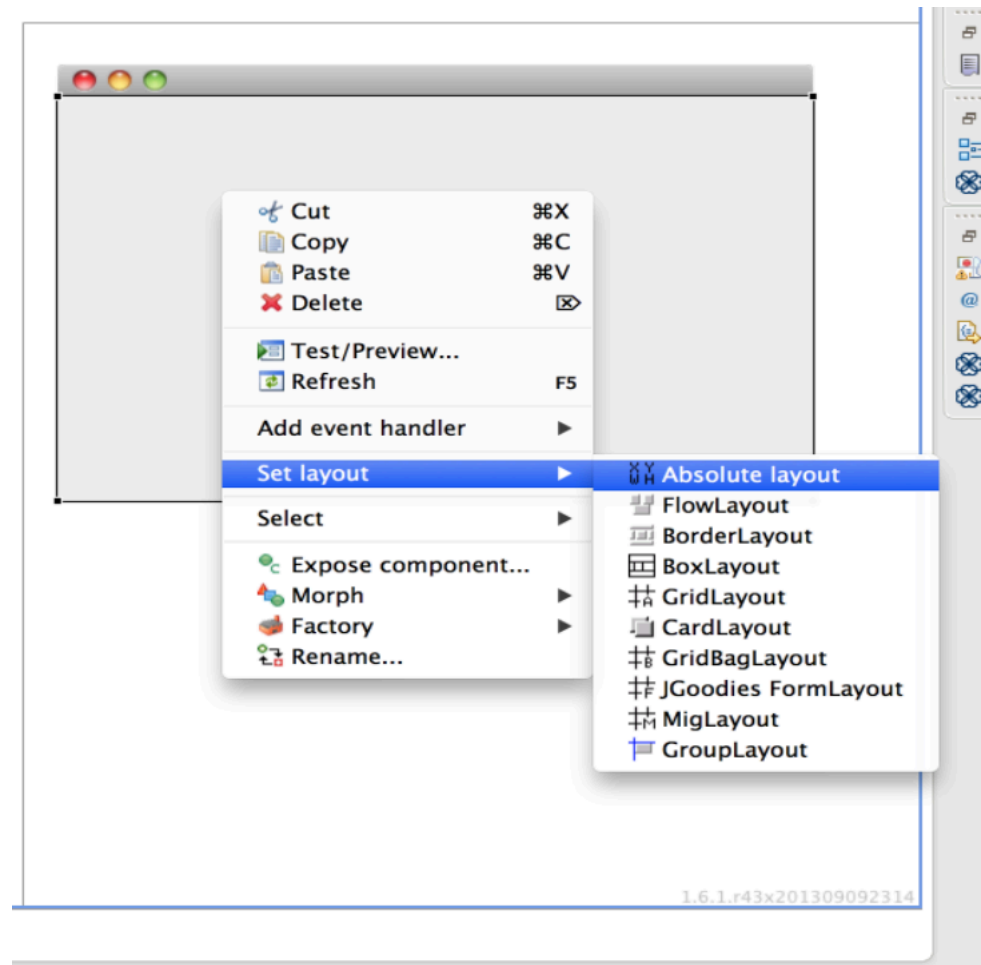 Cut ⌘X
Copy ⌘C
Paste ⌘V
Delete ⌦
Test/Preview...
Refresh F5
Add event handler ▶
Set layout ▶
Select ▶
Expose component...
Morph ▶
Factory ▶
Rename...
Absolute layout
FlowLayout
BorderLayout
BoxLayout
GridLayout
CardLayout
GridBagLayout
JGoodies FormLayout
MigLayout
GroupLayout
1.6.1.r43x201309092314